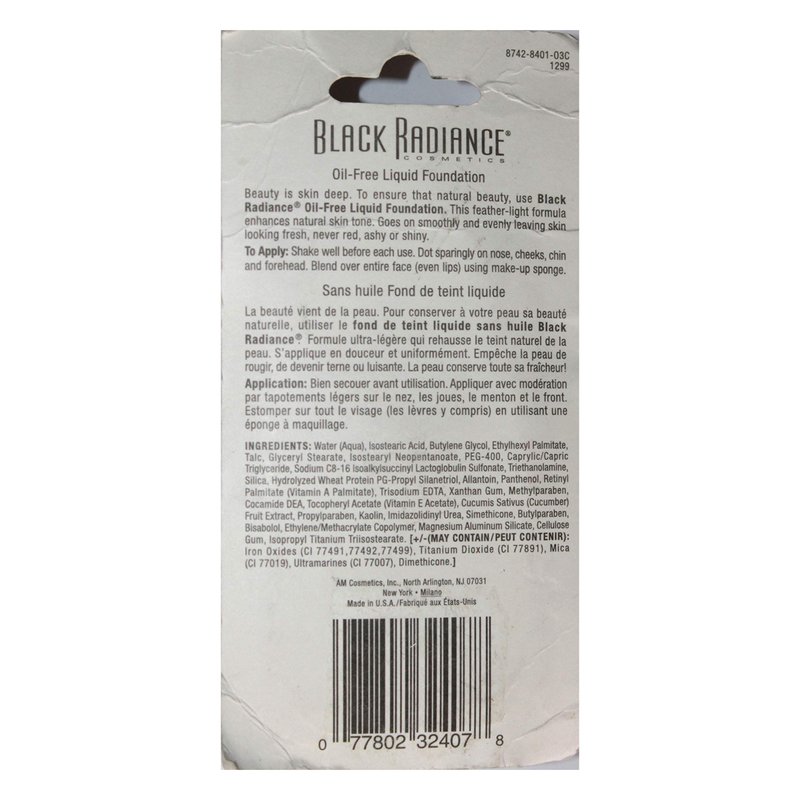 8742-8401-03C
1299
BLACK RADIANCE®
COSMETICS
Oil-Free Liquid Foundation
Beauty is skin deep. To ensure that natural beauty, use Black
Radiance® Oil-Free Liquid Foundation. This feather-light formula
enhances natural skin tone. Goes on smoothly and evenly leaving skin
looking fresh, never red, ashy or shiny.
To Apply: Shake well before each use. Dot sparingly on nose, cheeks, chin
and forehead. Blend over entire face (even lips) using make-up sponge.
Sans huile Fond de teint liquide
La beauté vient de la peau. Pour conserver à votre peau sa beauté
naturelle, utiliser le fond de teint liquide sans huile Black
Radiance® Formule ultra-légère qui rehausse le teint naturel de la
peau. S'applique en douceur et uniformément. Empêche la peau de
rougir, de devenir terne ou luisante. La peau conserve toute sa fraîcheur!
Application: Bien secouer avant utilisation. Appliquer avec modération
par tapotements légers sur le nez, les joues, le menton et le front.
Estomper sur tout le visage (les lèvres y compris) en utilisant une
éponge à maquillage.
INGREDIENTS: Water (Aqua), Isostearic Acid, Butylene Glycol, Ethylhexyl Palmitate,
Talc, Glyceryl Stearate, Isostearyl Neopentanoate, PEG-400, Caprylic/Capric
Triglyceride, Sodium C8-16 Isoalkylsuccinyl Lactoglobulin Sulfonate, Triethanolamine,
Silica, Hydrolyzed Wheat Protein PG-Propyl Silanetriol, Allantoin, Panthenol, Retinyl
Palmitate (Vitamin A Palmitate), Trisodium EDTA, Xanthan Gum, Methylparaben,
Cocamide DEA, Tocopheryl Acetate (Vitamin E Acetate), Cucumis Sativus (Cucumber)
Fruit Extract, Propylparaben, Kaolin, Imidazolidinyl Urea, Simethicone, Butylparaben,
Bisabolol, Ethylene/Methacrylate Copolymer, Magnesium Aluminum Silicate, Cellulose
Gum, Isopropyl Titanium Triisostearate. [+/-(MAY CONTAIN/PEUT CONTENIR):
Iron Oxides (CI 77491,77492,77499), Titanium Dioxide (CI 77891), Mica
(CI 77019), Ultramarines (CI 77007), Dimethicone.]
AM Cosmetics, Inc., North Arlington, NJ 07031
New York • Milano
Made in U.S.A./Fabriqué aux États-Unis
0 77802 32407 8